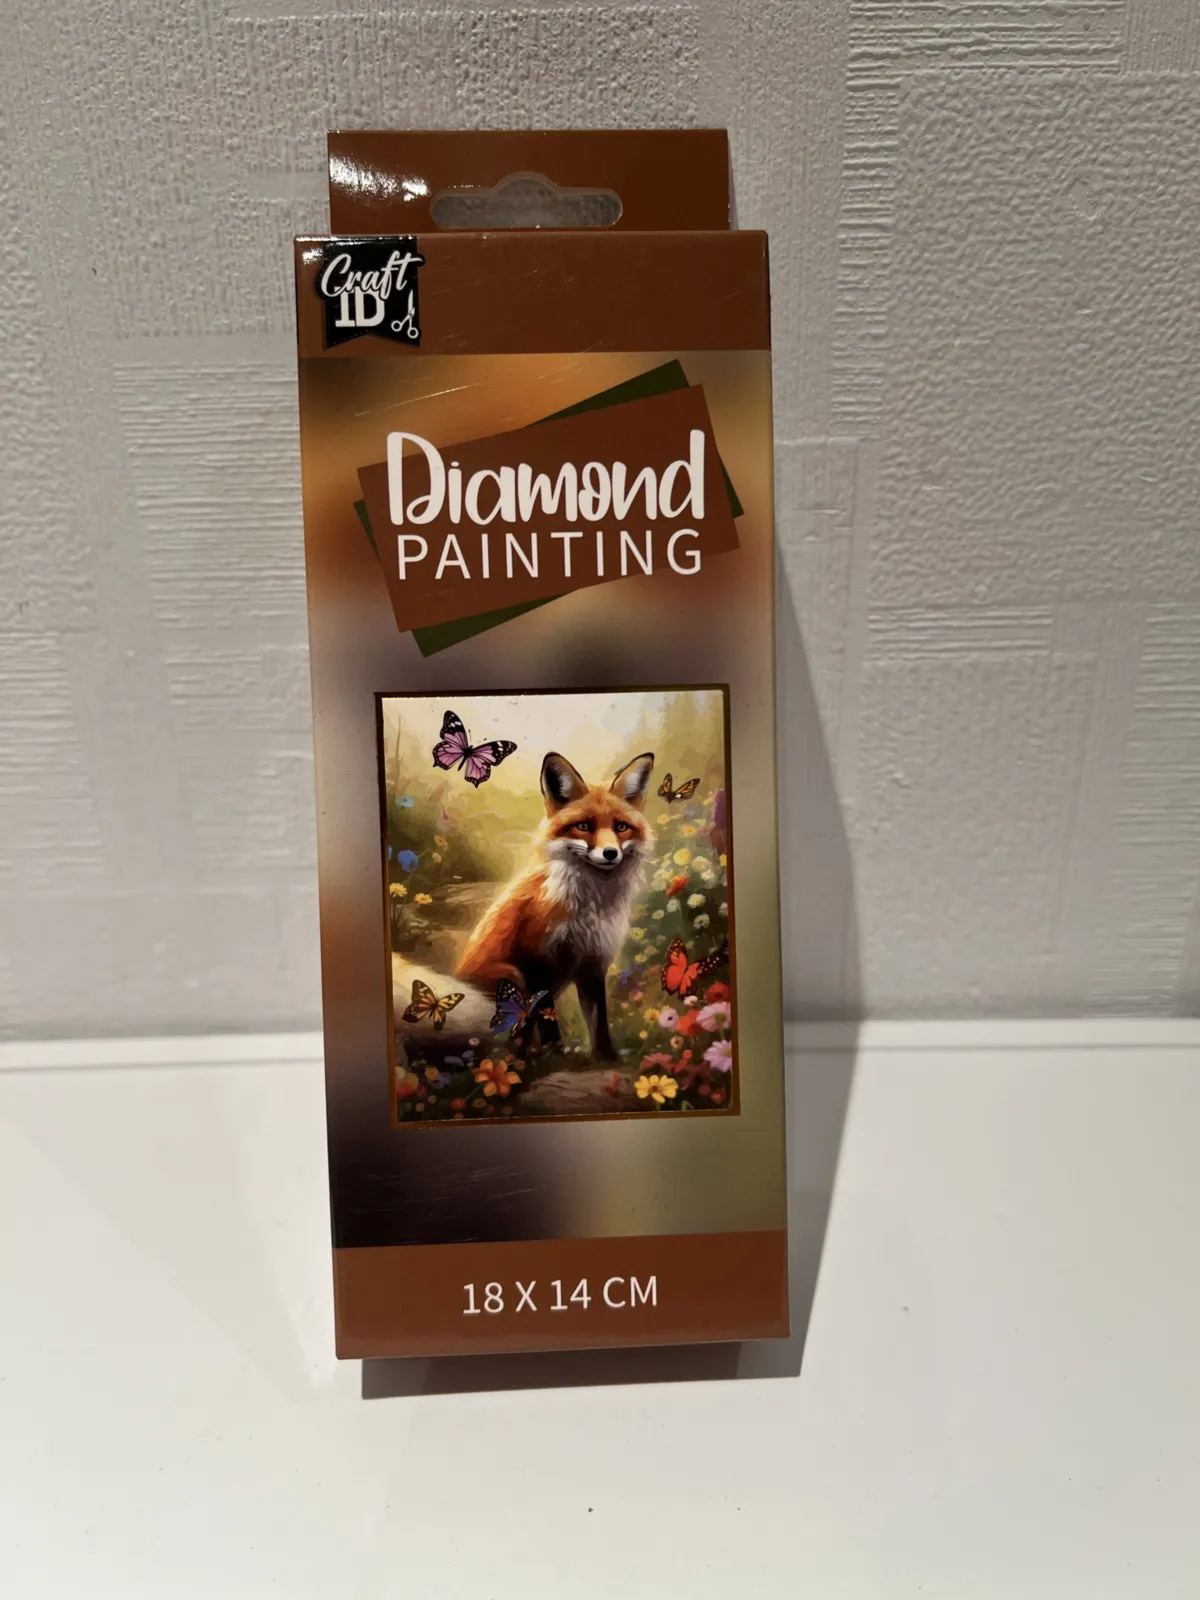 Craft
ID
Diamond
PAINTING
18 X 14 CM